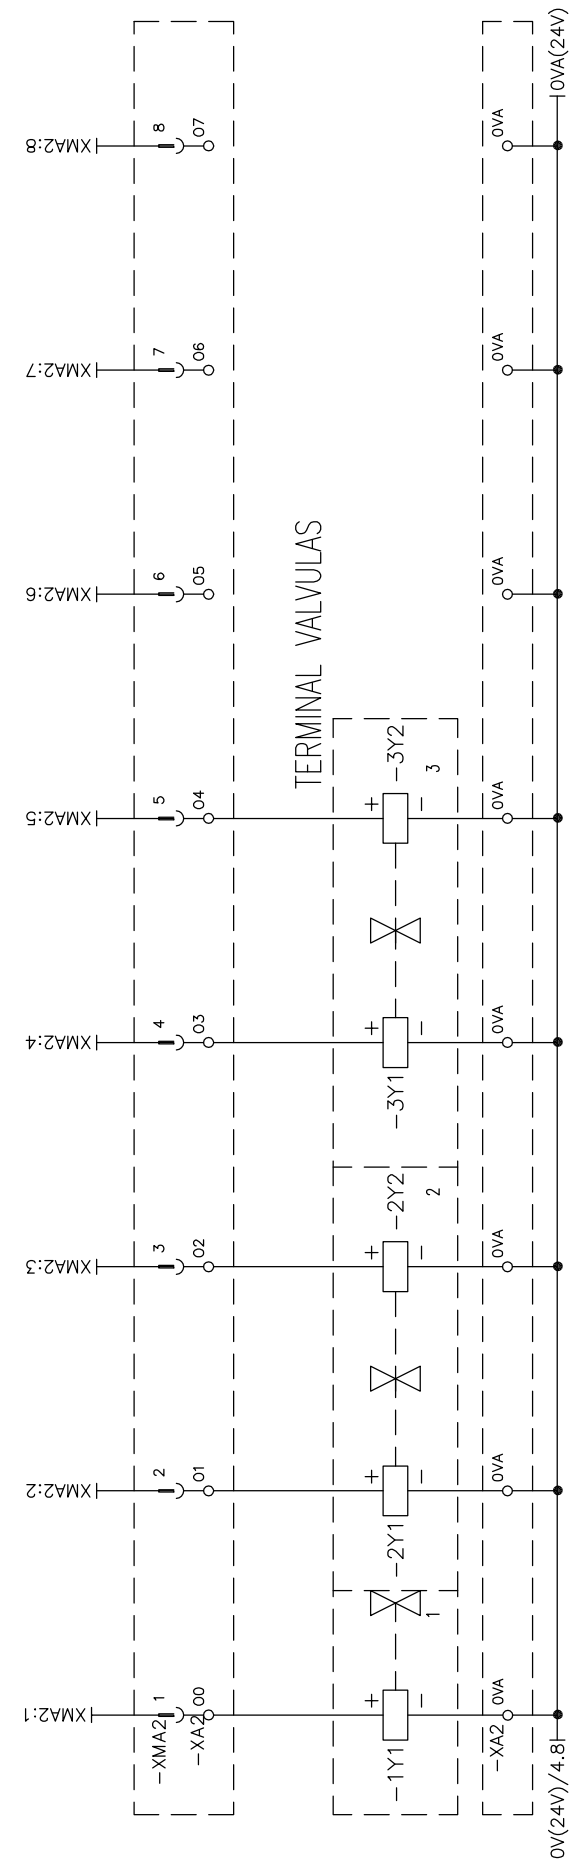 XMA2:1 XMA2:2 XMA2:3 XMA2:4 XMA2:5 XMA2:6 XMA2:7 XMA2:8
-XMA2 1 2 3 4 5 6 7 8
-XA2 O0 O1 O2 O3 O4 O5 O6 O7
TERMINAL VALVULAS
+ + + + +
-1Y1 -2Y1 -2Y2 -3Y1 -3Y2
- - - - -
1 2 3
-XA2 0VA 0VA 0VA 0VA 0VA 0VA 0VA 0VA
0V(24V)/4.8 0VA(24V)